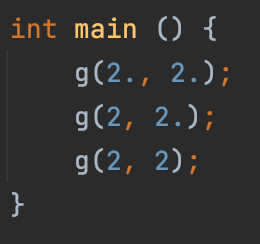 int main () {
    g(2., 2.);
    g(2, 2.);
    g(2, 2);
}